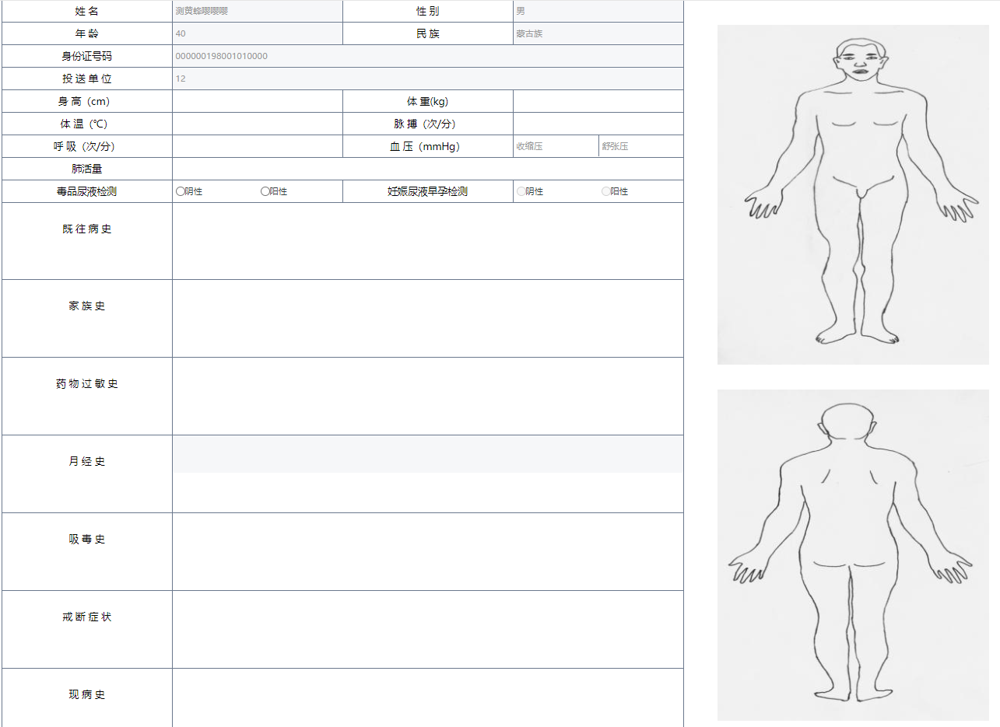 姓 名 测黄蜂嘤嘤嘤 性 别 男
年 龄 40 民 族 蒙古族
身份证号码 000000198001010000
投 送 单 位 12
身 高（cm） 体 重(kg)
体 温（℃） 脉 搏（次/分）
呼 吸（次/分） 血 压（mmHg） 收缩压 舒张压
肺活量
毒品尿液检测 阴性 阳性 妊娠尿液早孕检测 阴性 阳性
既 往 病 史
家 族 史
药 物 过 敏 史
月 经 史
吸 毒 史
戒 断 症 状
现 病 史